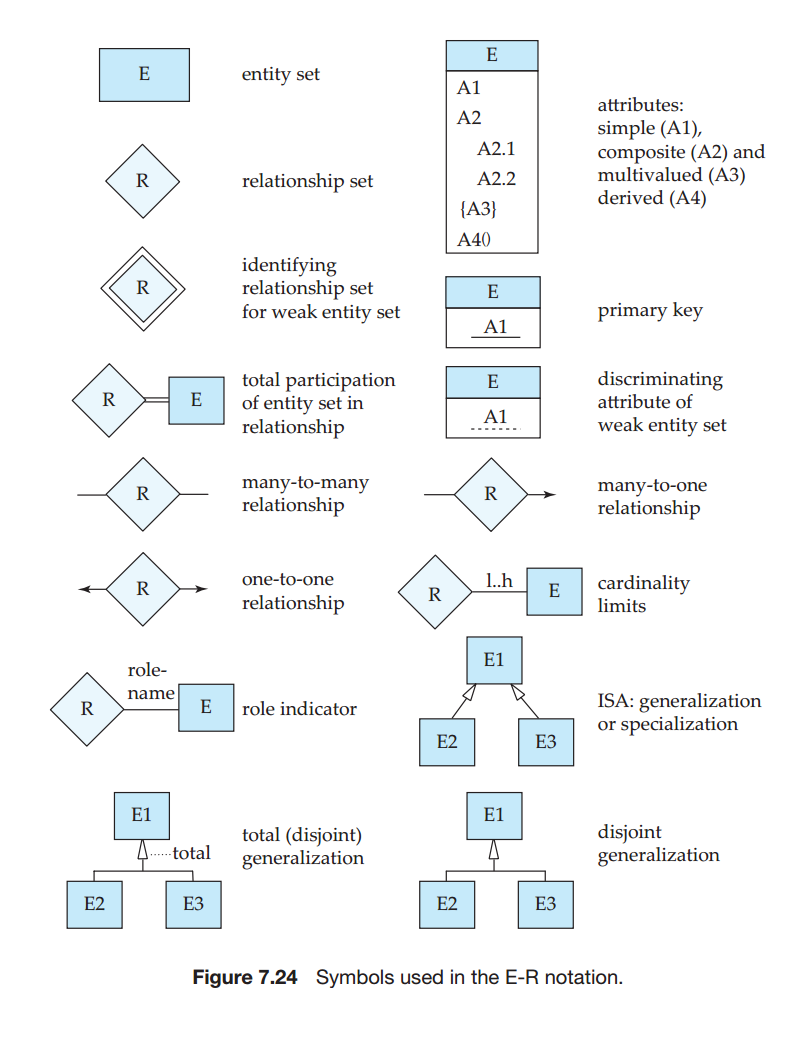 E
entity set
R
relationship set
R
identifying
relationship set
for weak entity set
R
E
total participation
of entity set in
relationship
R
many-to-many
relationship
R
one-to-one
relationship
role-
name
R
E
role indicator
E1
total
E2
E3
total (disjoint)
generalization
E
A1
A2
A2.1
A2.2
{A3}
A4()
attributes:
simple (A1),
composite (A2) and
multivalued (A3)
derived (A4)
E
A1
primary key
E
A1
discriminating
attribute of
weak entity set
R
many-to-one
relationship
R
l..h
E
cardinality
limits
E1
E2
E3
ISA: generalization
or specialization
E1
E2
E3
disjoint
generalization
Figure 7.24 Symbols used in the E-R notation.